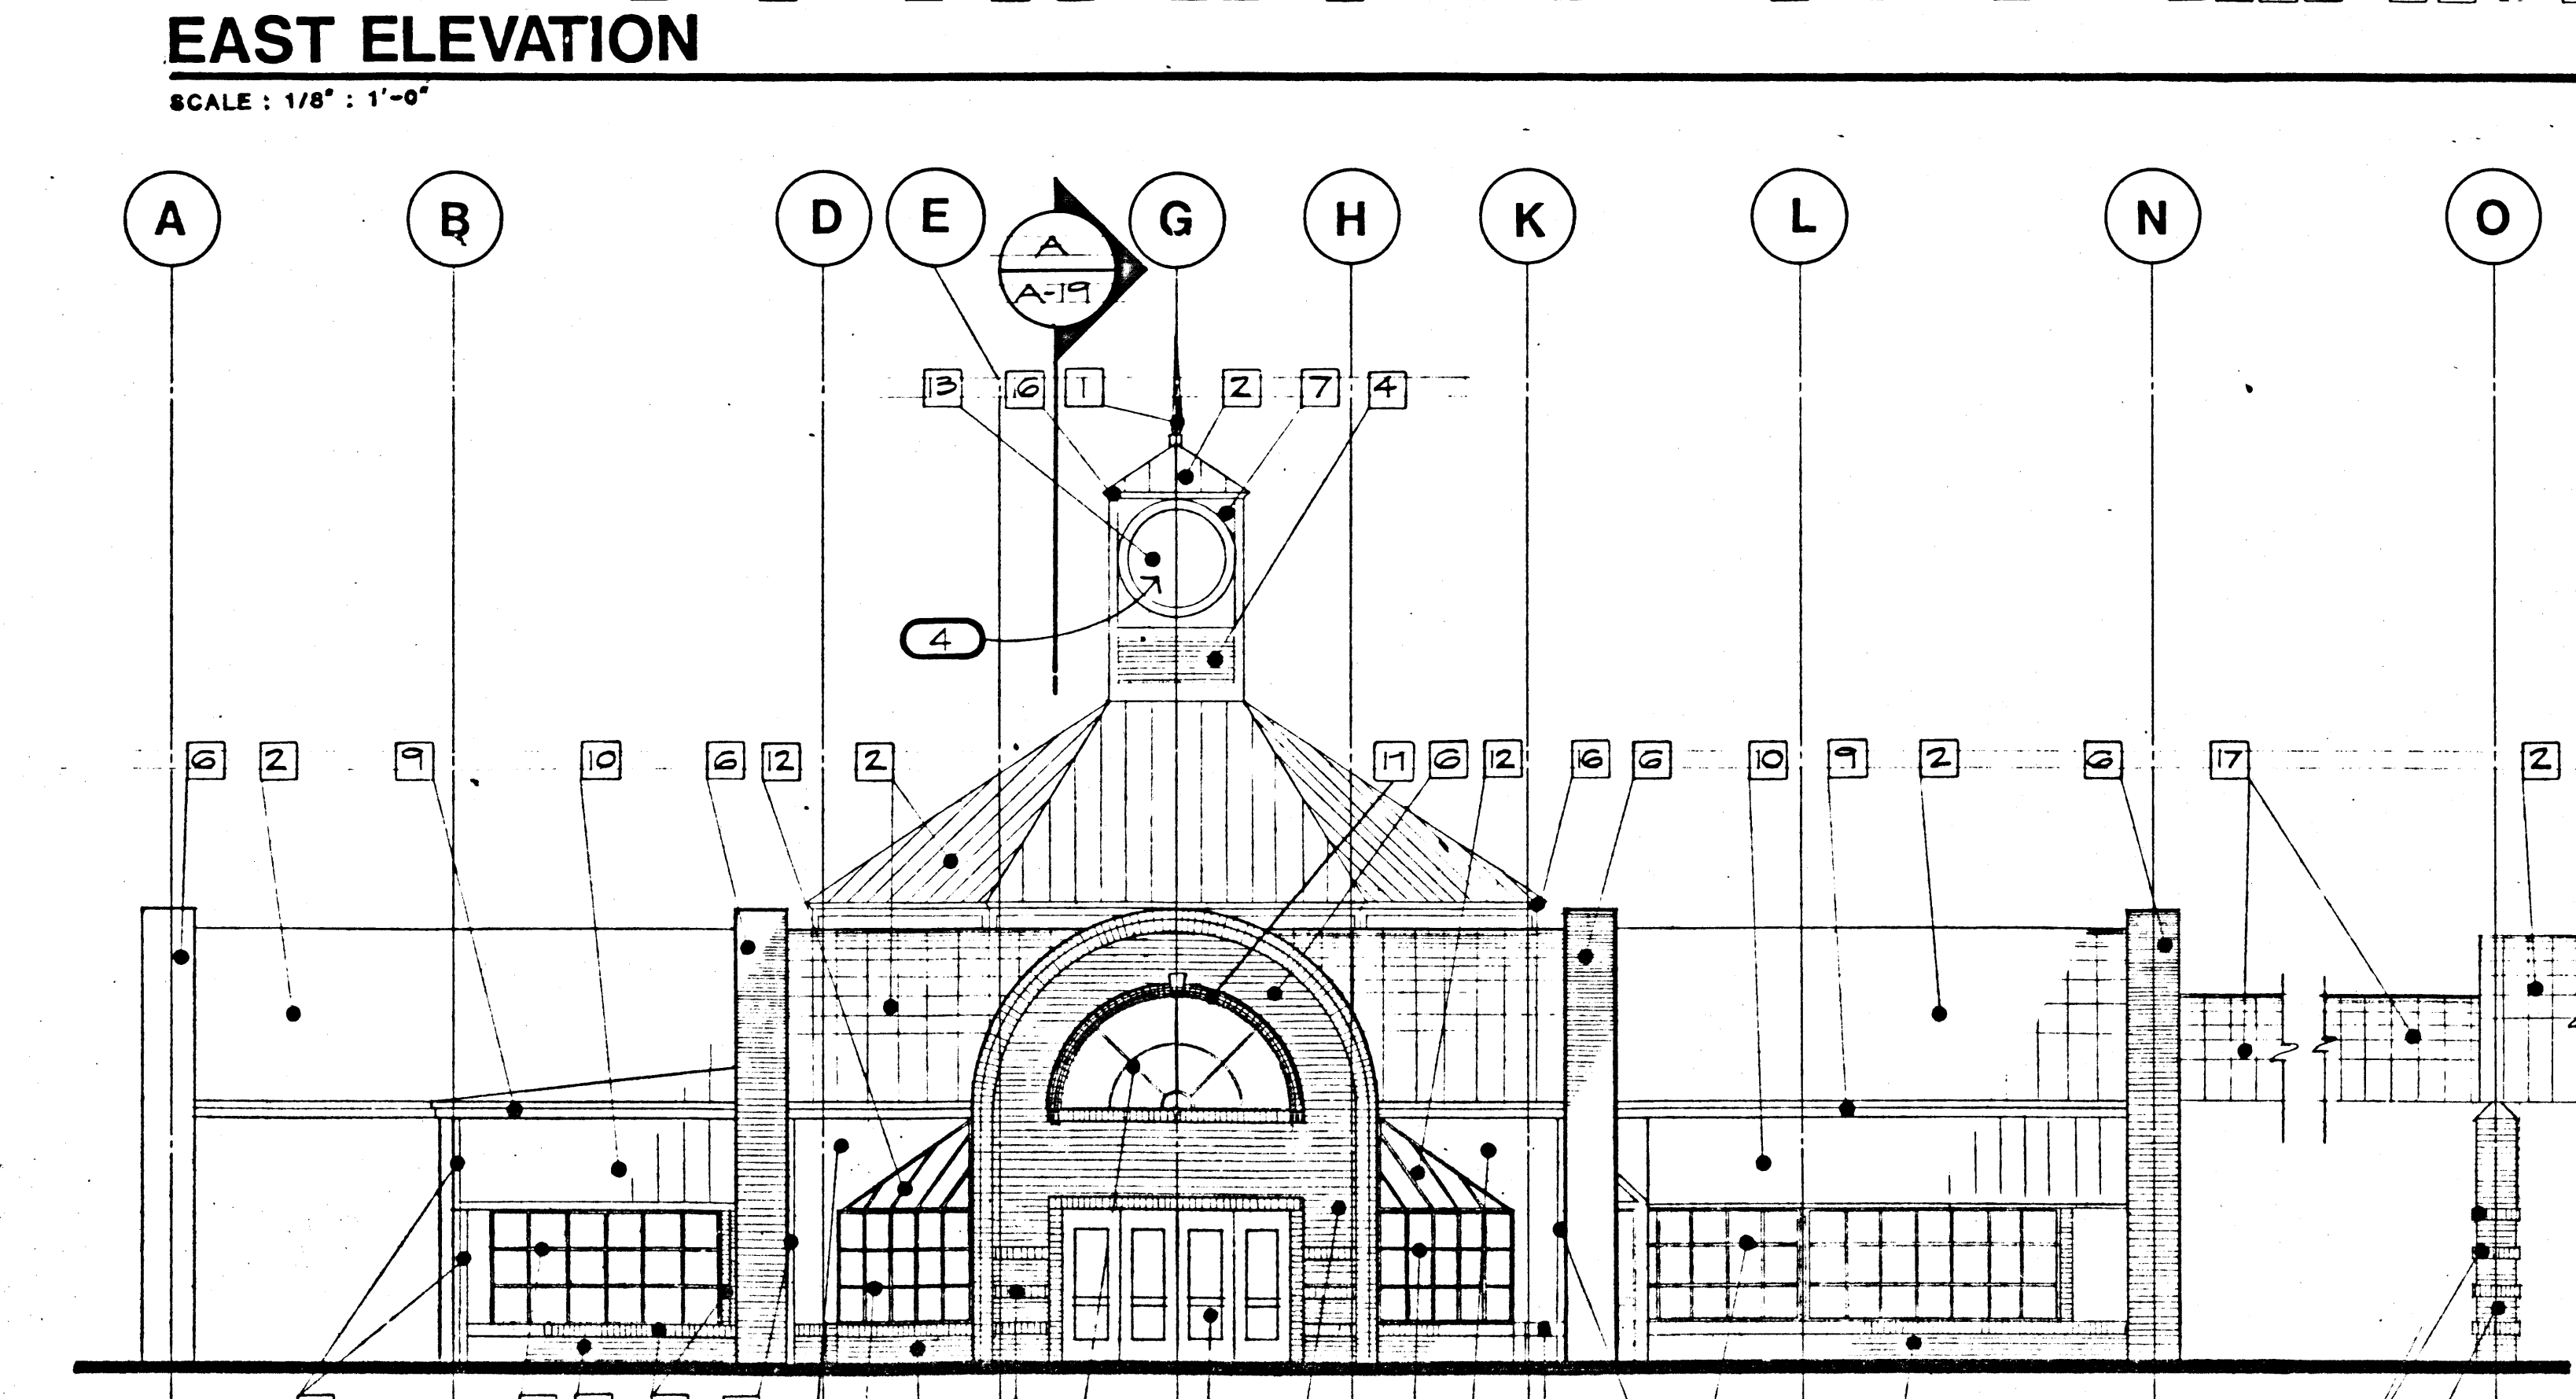 EAST ELEVATION
SCALE : 1/8" : 1'-0"
A B D E G H K L N O
A
A-19
13 16 1 2 7 4
4
6 2 9 10 6 12 2 17 6 12 16 6 10 9 2 6 17 2